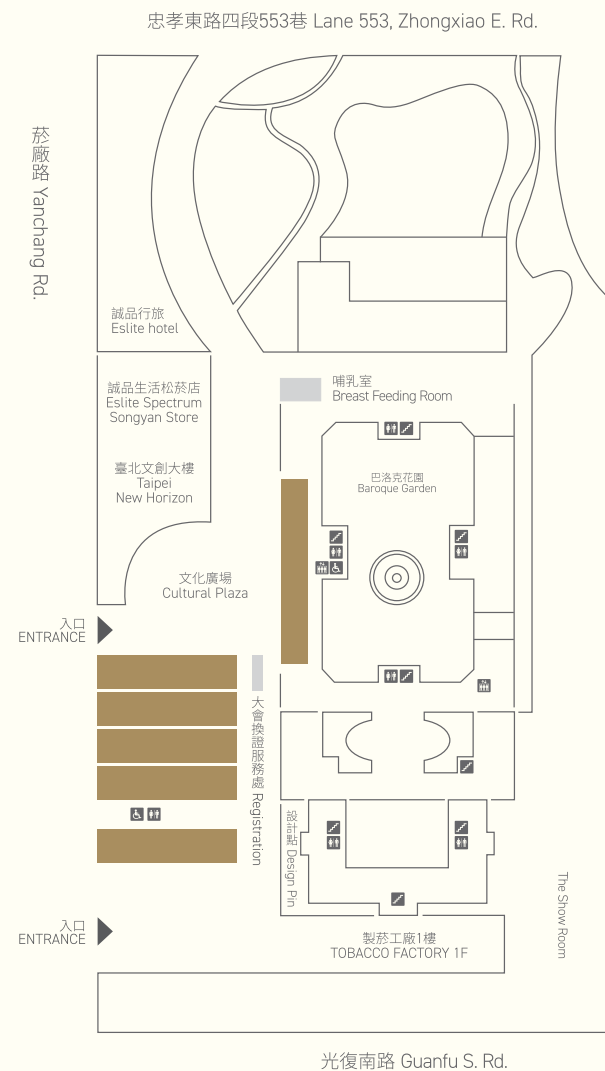 忠孝東路四段553巷 Lane 553, Zhongxiao E. Rd.
菸廠路 Yanchang Rd.
誠品行旅
Eslite hotel
誠品生活松菸店
Eslite Spectrum
Songyan Store
臺北文創大樓
Taipei
New Horizon
哺乳室
Breast Feeding Room
巴洛克花園
Baroque Garden
文化廣場
Cultural Plaza
入口
ENTRANCE
大會換證服務處 Registration
設計點 Design Pin
入口
ENTRANCE
製菸工廠1樓
TOBACCO FACTORY 1F
The Show Room
光復南路 Guanfu S. Rd.